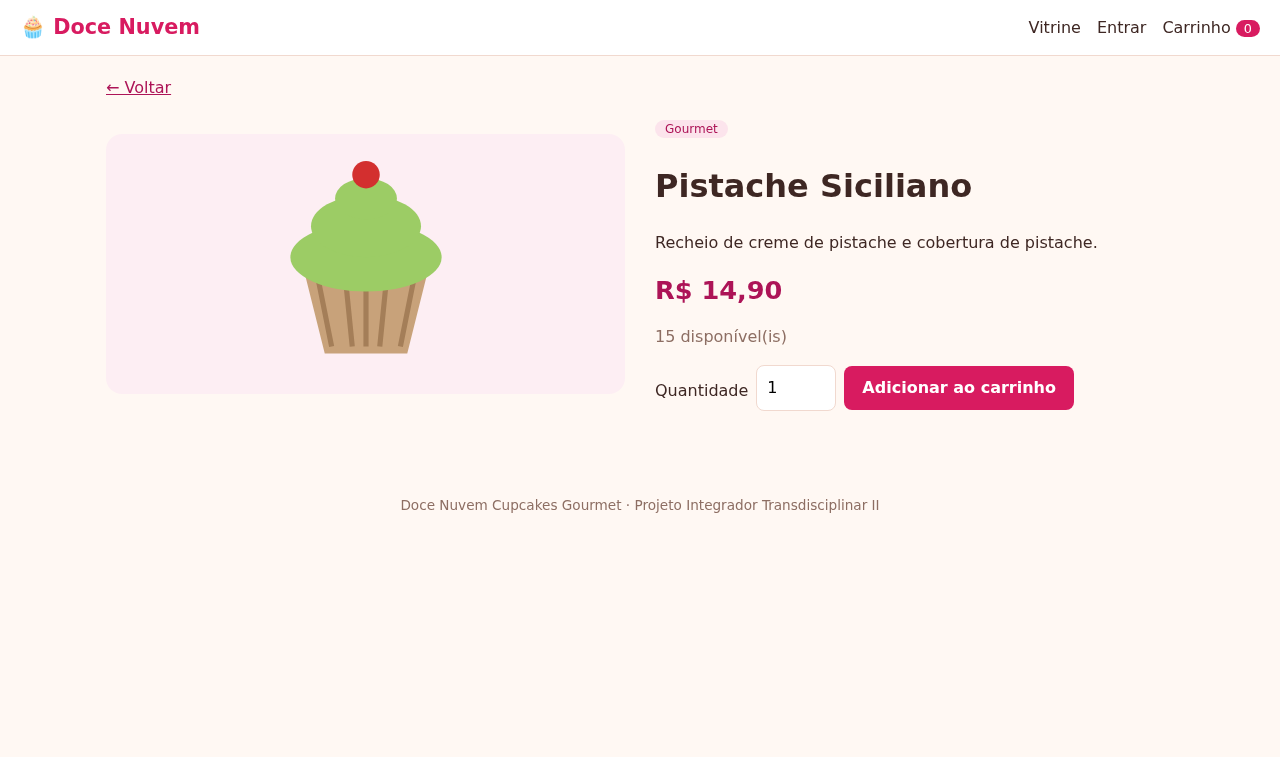 🧁 Doce Nuvem
Vitrine Entrar Carrinho 0
← Voltar
Gourmet
Pistache Siciliano
Recheio de creme de pistache e cobertura de pistache.
R$ 14,90
15 disponível(is)
Quantidade 1 Adicionar ao carrinho
Doce Nuvem Cupcakes Gourmet · Projeto Integrador Transdisciplinar II